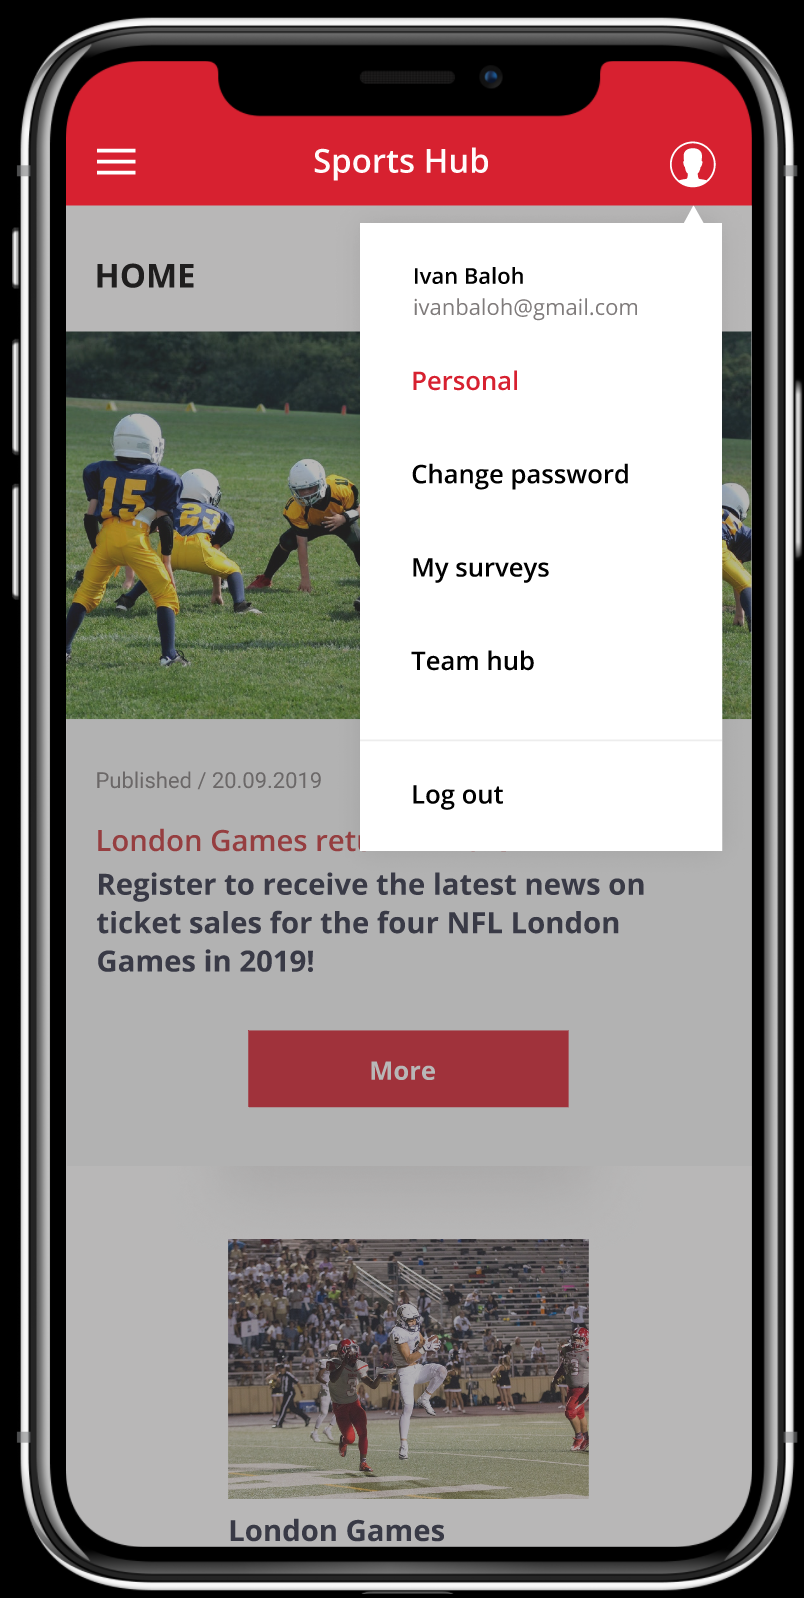 Sports Hub
HOME
Ivan Baloh
ivanbaloh@gmail.com
Personal
Change password
My surveys
Team hub
Log out
15
23
Published / 20.09.2019
London Games
Register to receive the latest news on
ticket sales for the four NFL London
Games in 2019!
More
London Games